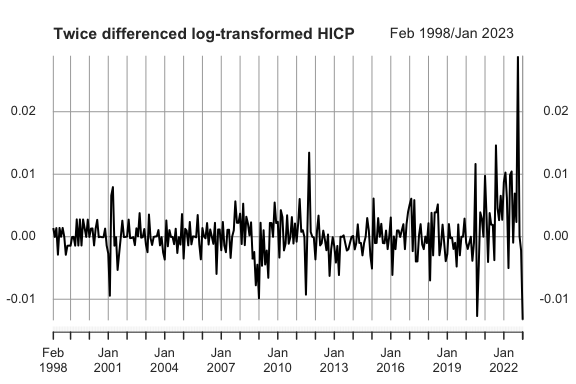 Twice differenced log-transformed HICP Feb 1998/Jan 2023
0.02 0.02
0.01 0.01
0.00 0.00
-0.01 -0.01
Feb Jan Jan Jan Jan Jan Jan Jan Jan
1998 2001 2004 2007 2010 2013 2016 2019 2022